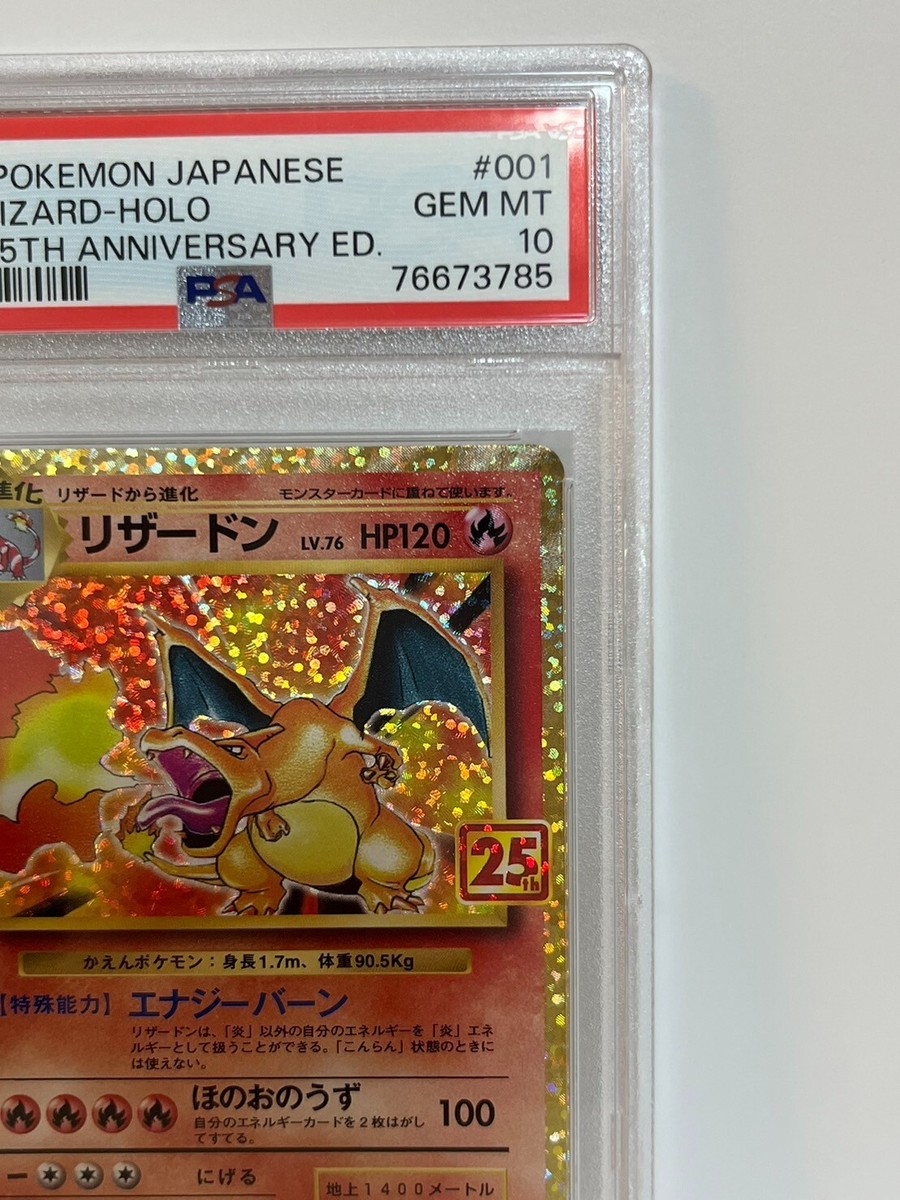 POKEMON JAPANESE #001
IZARD-HOLO GEM MT
5TH ANNIVERSARY ED. 10
PSA 76673785
進化 リザードから進化 モンスターカードに重ねて使います。
リザードン LV.76 HP120
25th
かえんポケモン：身長1.7m、体重90.5Kg
【特殊能力】 エナジーバーン
リザードンは、「炎」以外の自分のエネルギーを「炎」エネ
ルギーとして扱うことができる。「こんらん」状態のときに
は使えない。
ほのおのうず 100
自分のエネルギーカードを2枚はがし
てすてる。
ー にげる
地上1400メートル